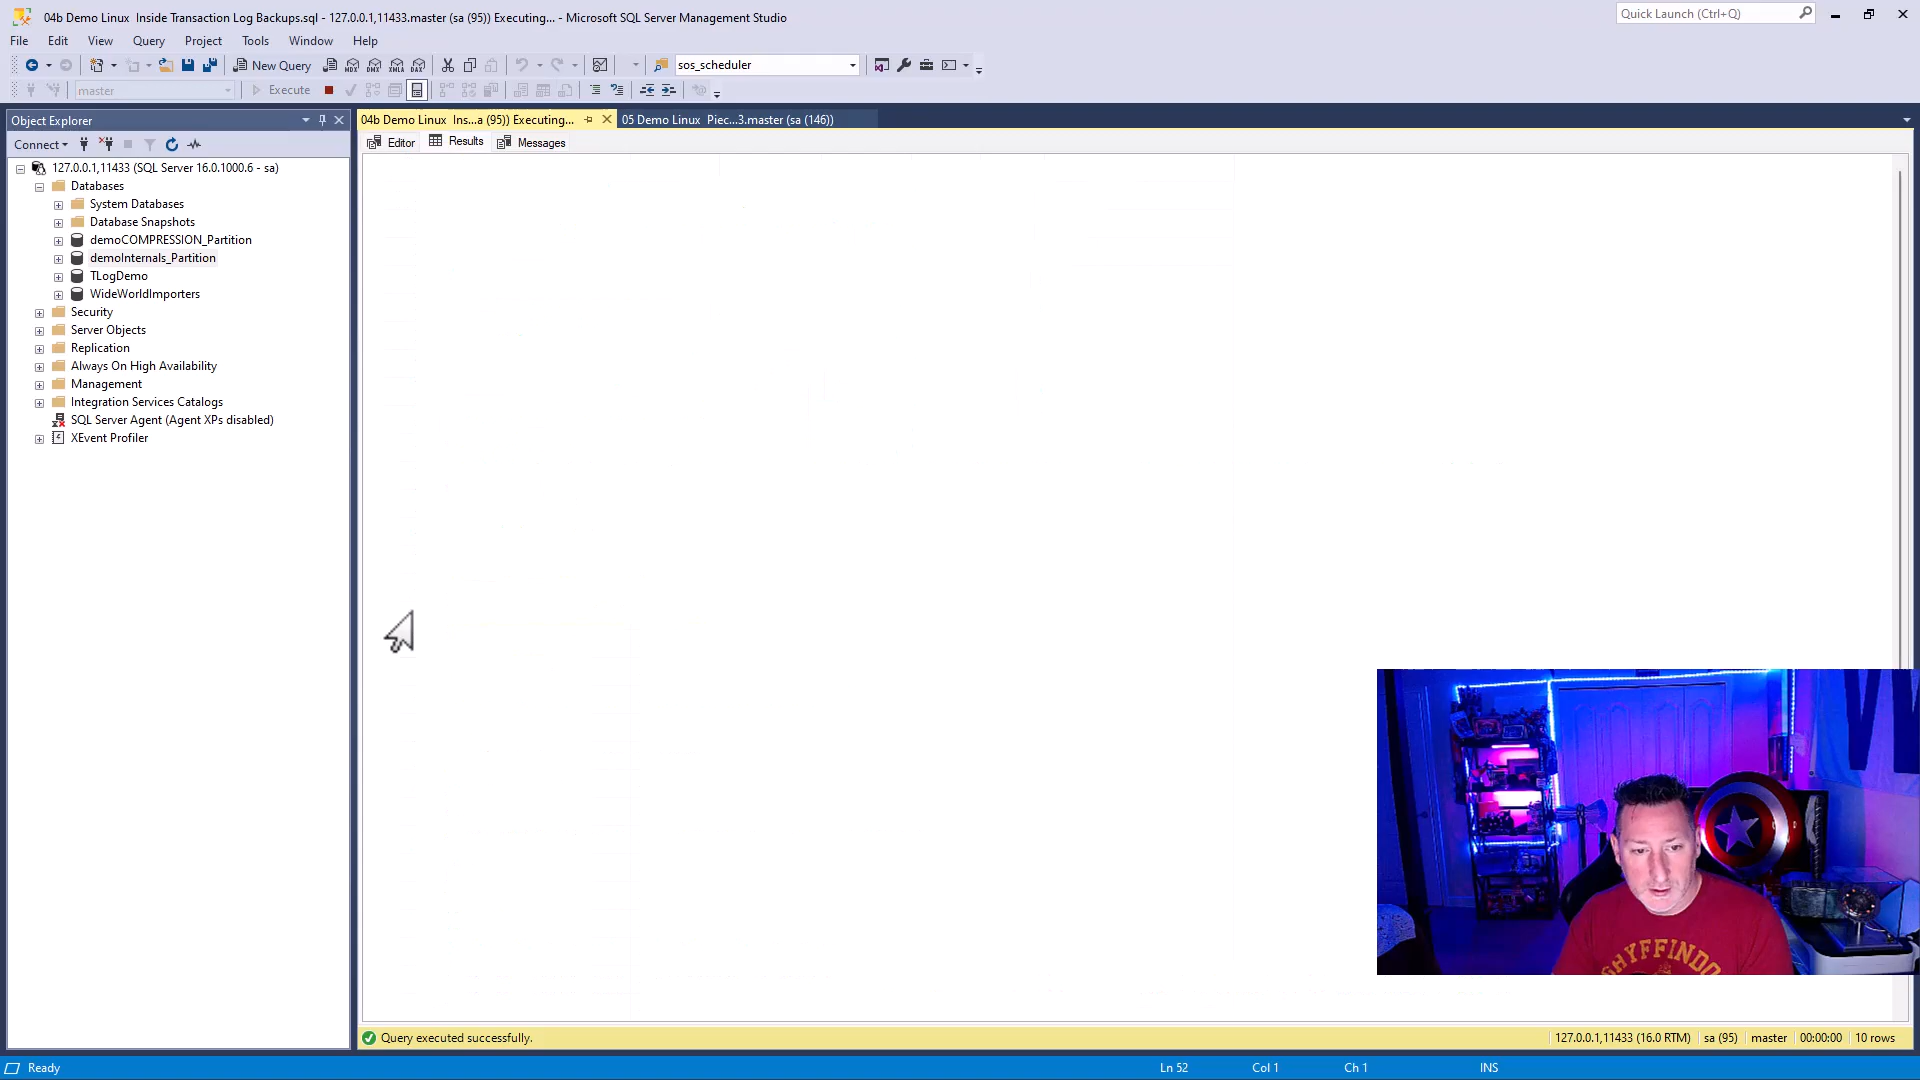 04b Demo Linux  Inside Transaction Log Backups.sql - 127.0.0.1,11433.master (sa (95)) Executing... - Microsoft SQL Server Management Studio
Quick Launch (Ctrl+Q)
File Edit View Query Project Tools Window Help
New Query
MDX DMX XMLA DAX
sos_scheduler
master
Execute
Object Explorer
04b Demo Linux  Ins...a (95)) Executing...
05 Demo Linux  Piec...3.master (sa (146))
Connect
Editor
Results
Messages
127.0.0.1,11433 (SQL Server 16.0.1000.6 - sa)
Databases
System Databases
Database Snapshots
demoCOMPRESSION_Partition
demoInternals_Partition
TLogDemo
WideWorldImporters
Security
Server Objects
Replication
Always On High Availability
Management
Integration Services Catalogs
SQL Server Agent (Agent XPs disabled)
XEvent Profiler
GHYFFINDO
Query executed successfully.
127.0.0.1,11433 (16.0 RTM) sa (95) master 00:00:00 10 rows
Ready
Ln 52 Col 1 Ch 1 INS